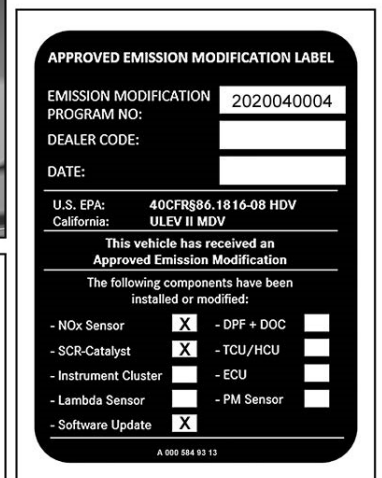 APPROVED EMISSION MODIFICATION LABEL
EMISSION MODIFICATION
PROGRAM NO:
2020040004
DEALER CODE:
DATE:
U.S. EPA: 40CFR§86.1816-08 HDV
California: ULEV II MDV
This vehicle has received an
Approved Emission Modification
The following components have been
installed or modified:
- NOx Sensor X - DPF + DOC
- SCR-Catalyst X - TCU/HCU
- Instrument Cluster - ECU
- Lambda Sensor - PM Sensor
- Software Update X
A 000 584 93 13